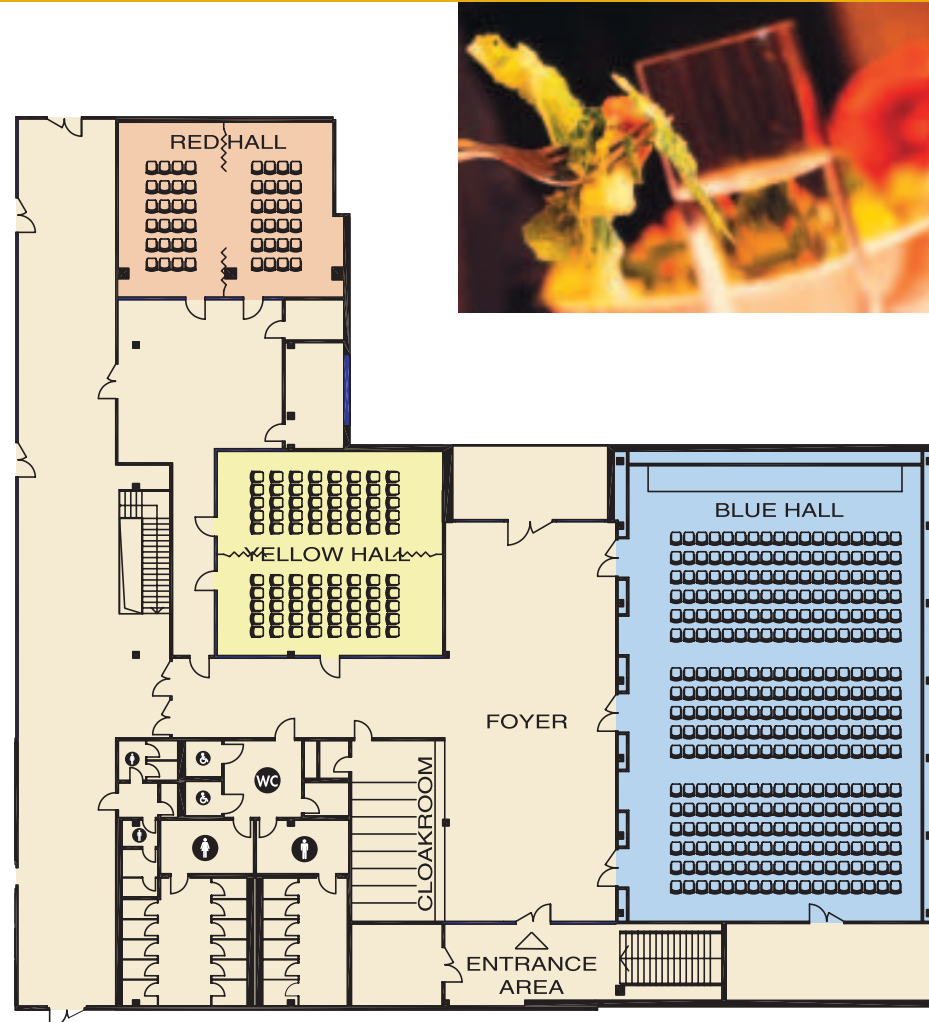 RED HALL
YELLOW HALL
BLUE HALL
FOYER
WC
CLOAKROOM
ENTRANCE
AREA